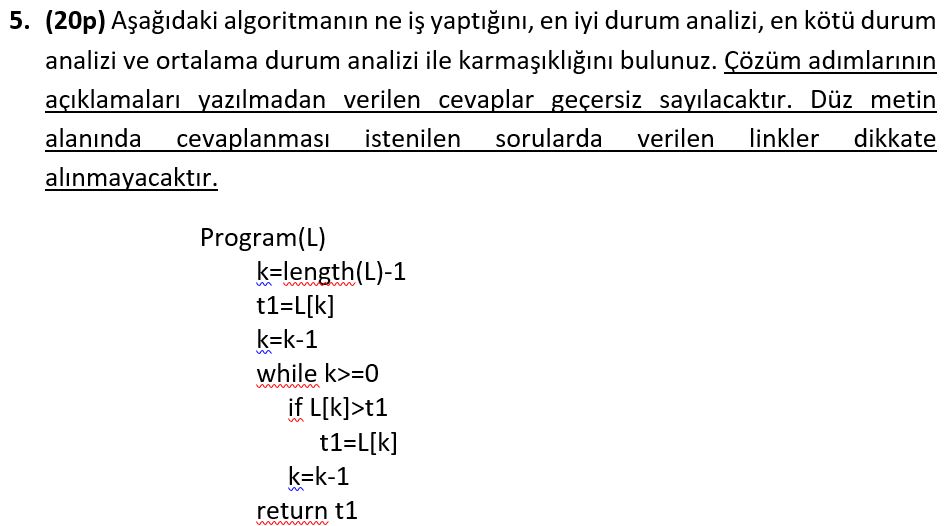 5. (20p) Aşağıdaki algoritmanın ne iş yaptığını, en iyi durum analizi, en kötü durum
analizi ve ortalama durum analizi ile karmaşıklığını bulunuz. Çözüm adımlarının
açıklamaları yazılmadan verilen cevaplar geçersiz sayılacaktır. Düz metin
alanında cevaplanması istenilen sorularda verilen linkler dikkate
alınmayacaktır.
Program(L)
k=length(L)-1
t1=L[k]
k=k-1
while k>=0
if L[k]>t1
t1=L[k]
k=k-1
return t1